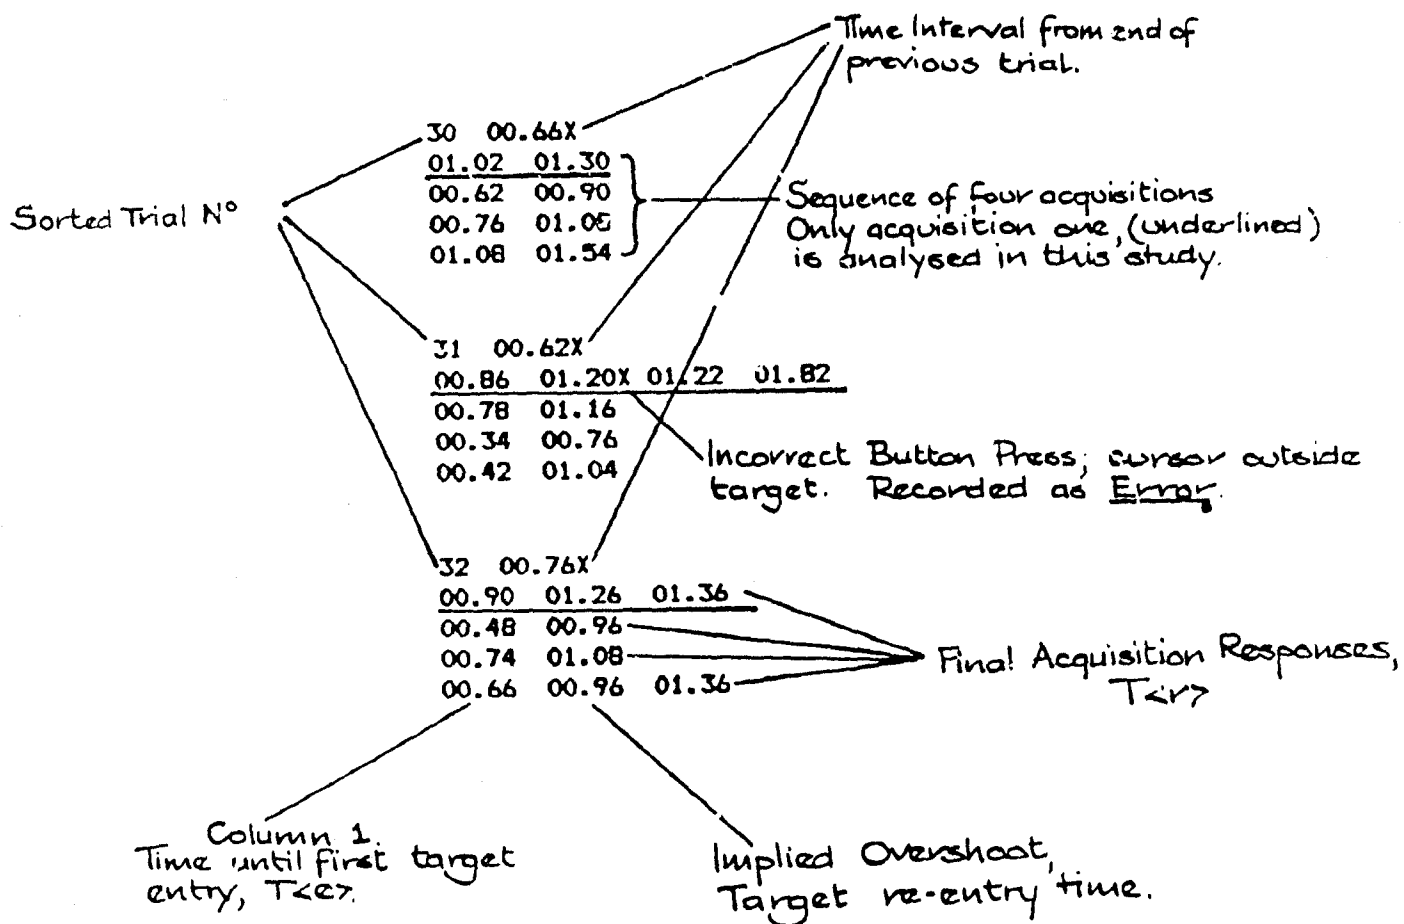 Time Interval from end of
previous trial.
30 00.66X
01.02 01.30
00.62 00.90
00.76 01.06
01.08 01.54
Sorted Trial Nº
Sequence of four acquisitions
Only acquisition one, (underlined)
is analysed in this study.
31 00.62X
00.86 01.20X 01.22 01.82
00.78 01.16
00.34 00.76
00.42 01.04
Incorrect Button Press; cursor outside
target. Recorded as Error.
32 00.76X
00.90 01.26 01.36
00.48 00.96
00.74 01.08
00.66 00.96 01.36
Final Acquisition Responses,
T<r>
Column 1.
Time until first target
entry, T<e>.
Implied Overshoot,
Target re-entry time.